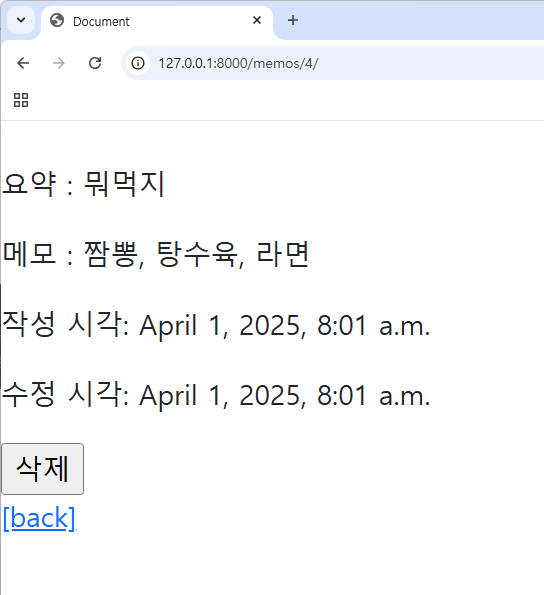 Document
127.0.0.1:8000/memos/4/
요약 : 뭐먹지
메모 : 짬뽕, 탕수육, 라면
작성 시각: April 1, 2025, 8:01 a.m.
수정 시각: April 1, 2025, 8:01 a.m.
삭제
[back]